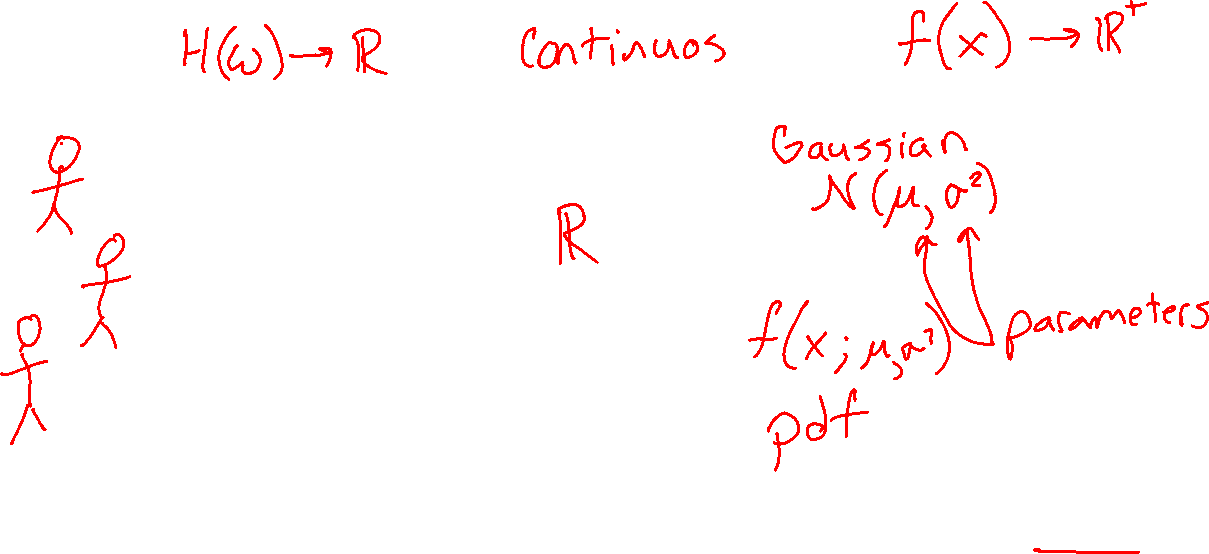 H(ω) → ℝ
Continuos
f(x) → ℝ⁺
Gaussian
N(μ, σ²)
ℝ
parameters
f(x; μ, σ²)
pdf